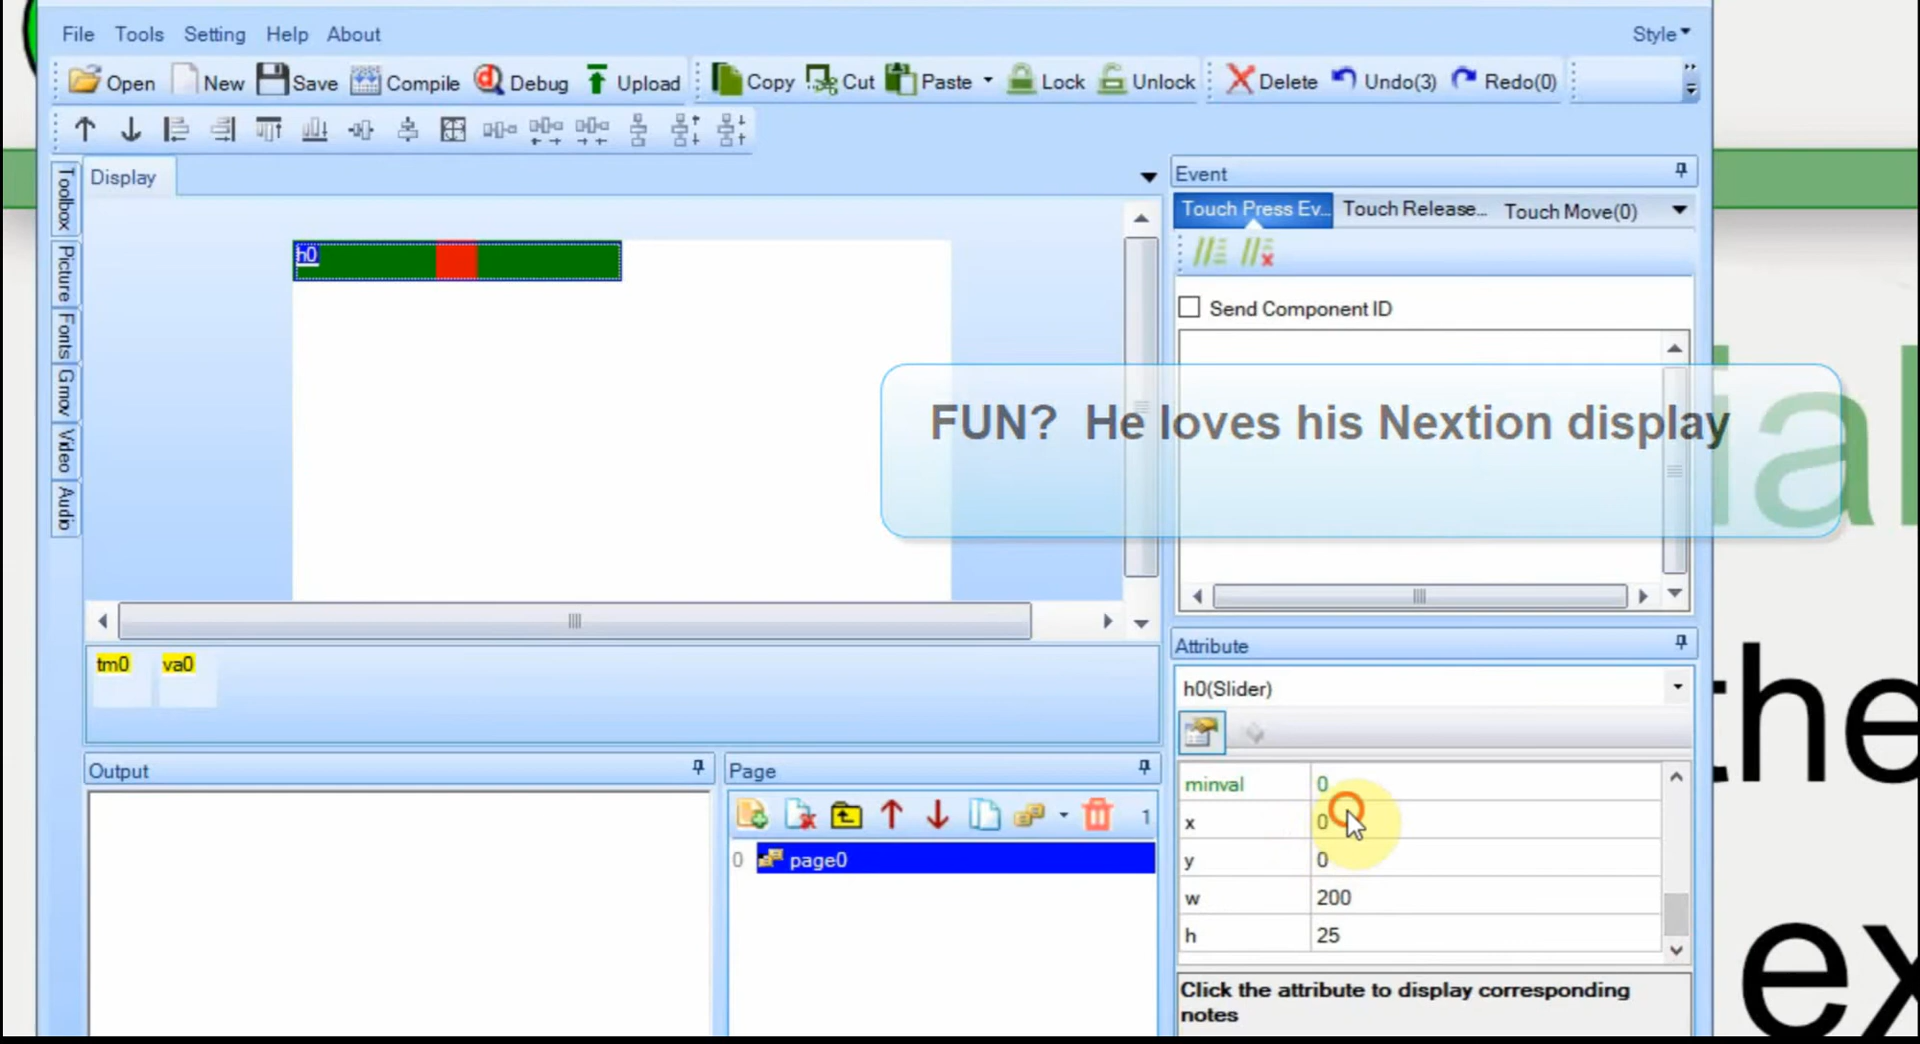 File Tools Setting Help About Style
Open New Save Compile Debug Upload Copy Cut Paste Lock Unlock Delete Undo(3) Redo(0)
Toolbox
Picture
Fonts
Gmov
Video
Audio
Display
h0
Event
Touch Press Ev... Touch Release... Touch Move(0)
Send Component ID
FUN? He loves his Nextion display
ial
the
ex
tm0 va0
Attribute
h0(Slider)
minval 0
x 0
y 0
w 200
h 25
Click the attribute to display corresponding
notes
Output
Page
1
0 page0